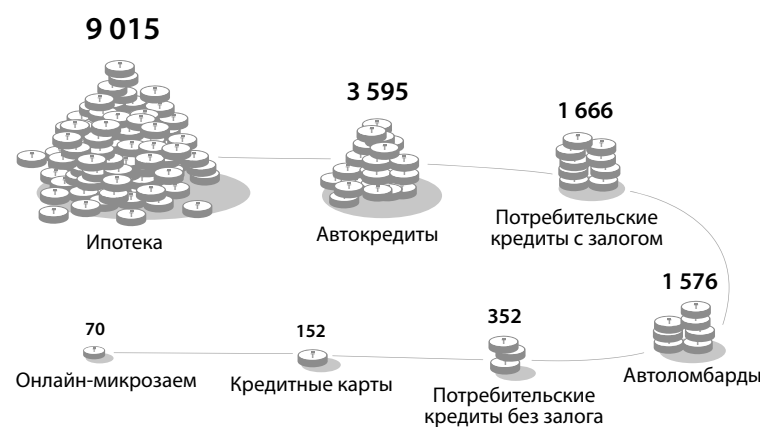 9 015
Ипотека
3 595
Автокредиты
1 666
Потребительские
кредиты с залогом
1 576
Автоломбарды
352
Потребительские
кредиты без залога
152
Кредитные карты
70
Онлайн-микрозаем